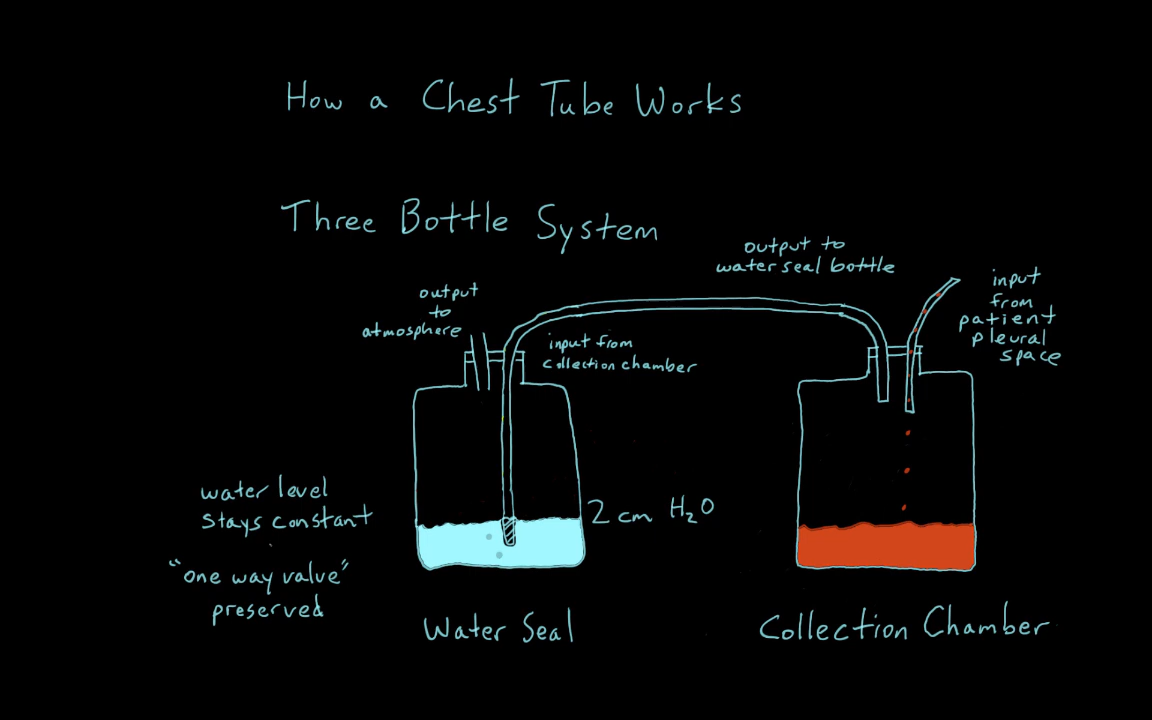 How a Chest Tube Works
Three Bottle System
output to
water seal bottle
input
from
patient
pleural
space
output
to
atmosphere
input from
collection chamber
water level
stays constant
2 cm H₂O
"one way valve"
preserved
Water Seal
Collection Chamber